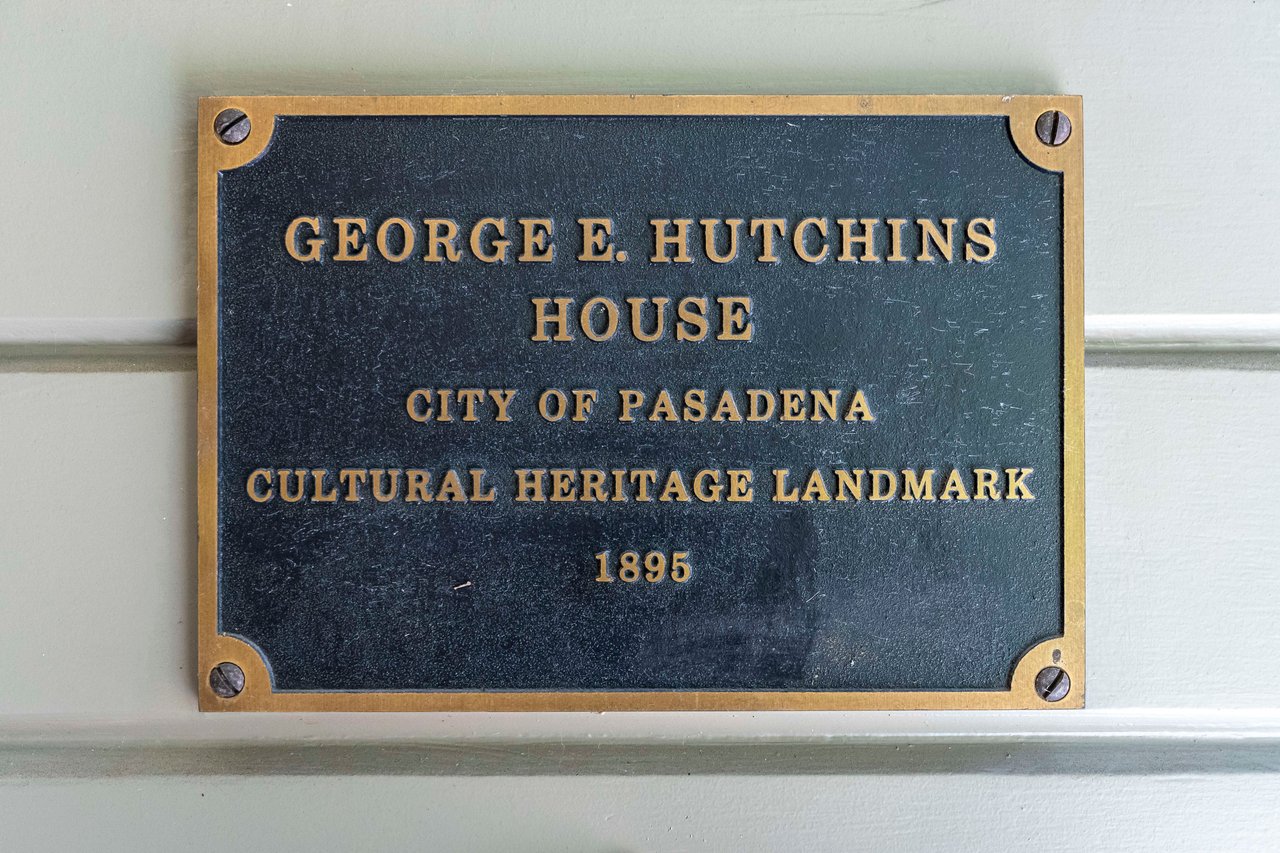 GEORGE E. HUTCHINS
HOUSE
CITY OF PASADENA
CULTURAL HERITAGE LANDMARK
1895